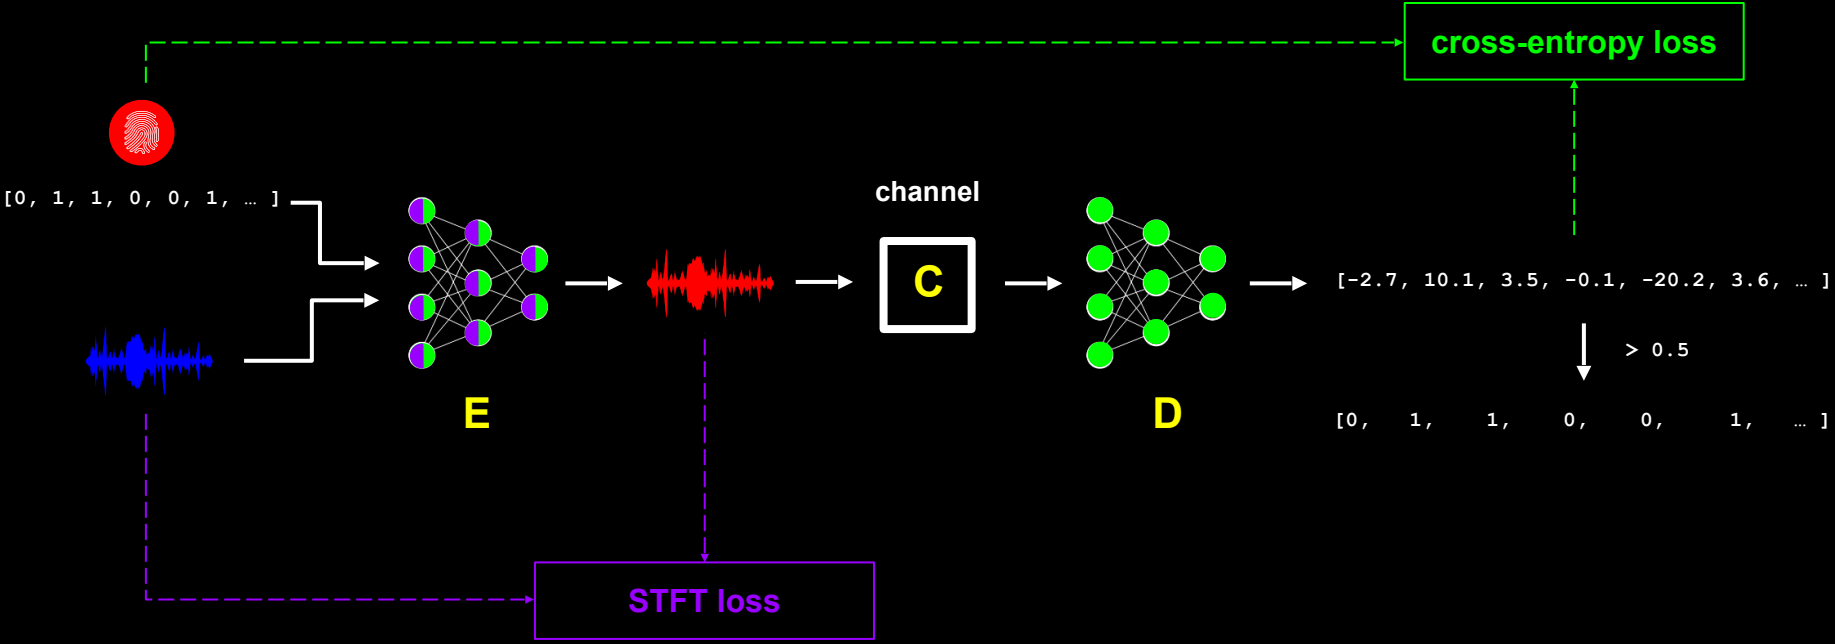 cross-entropy loss
[0, 1, 1, 0, 0, 1, … ]
channel
C
[-2.7, 10.1, 3.5, -0.1, -20.2, 3.6, … ]
> 0.5
E
D
[0, 1, 1, 0, 0, 1, … ]
STFT loss